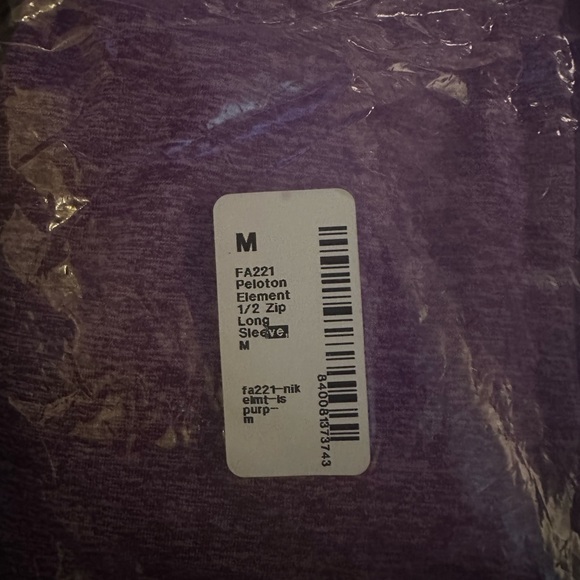 M
FA221
Peloton
Element
1/2 Zip
Long
Sleeve
M
fa221-nik
elmt-ls
purp-
m
840081373743